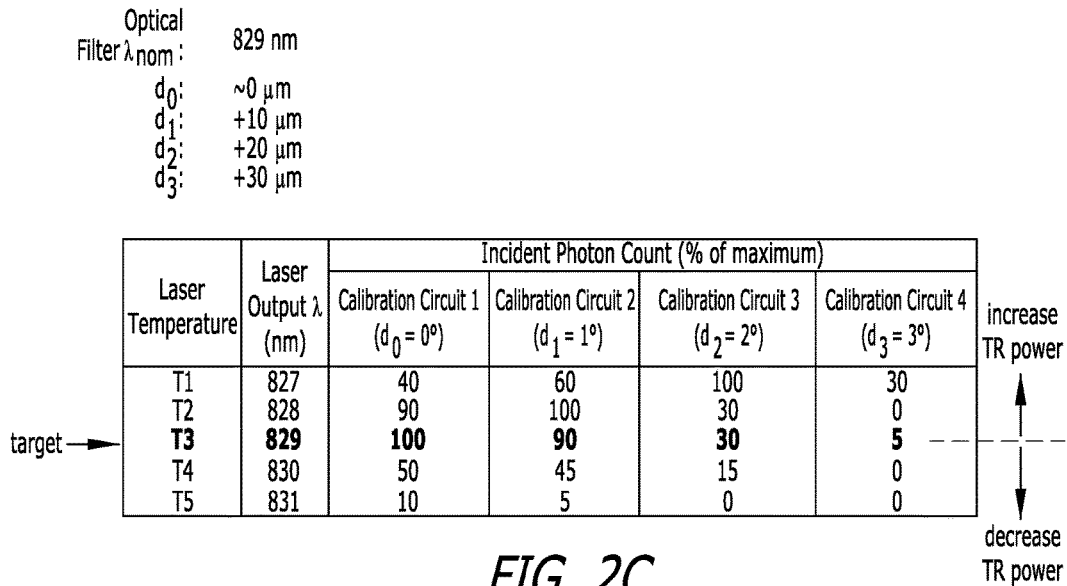 Optical
Filter λnom : 829 nm
d0: ~0 μm
d1: +10 μm
d2: +20 μm
d3: +30 μm
Incident Photon Count (% of maximum)
Laser Temperature
Laser Output λ (nm)
Calibration Circuit 1 (d0 = 0°)
Calibration Circuit 2 (d1 = 1°)
Calibration Circuit 3 (d2 = 2°)
Calibration Circuit 4 (d3 = 3°)
increase TR power
T1 827 40 60 100 30
T2 828 90 100 30 0
target T3 829 100 90 30 5
T4 830 50 45 15 0
T5 831 10 5 0 0
decrease TR power
FIG. 2C